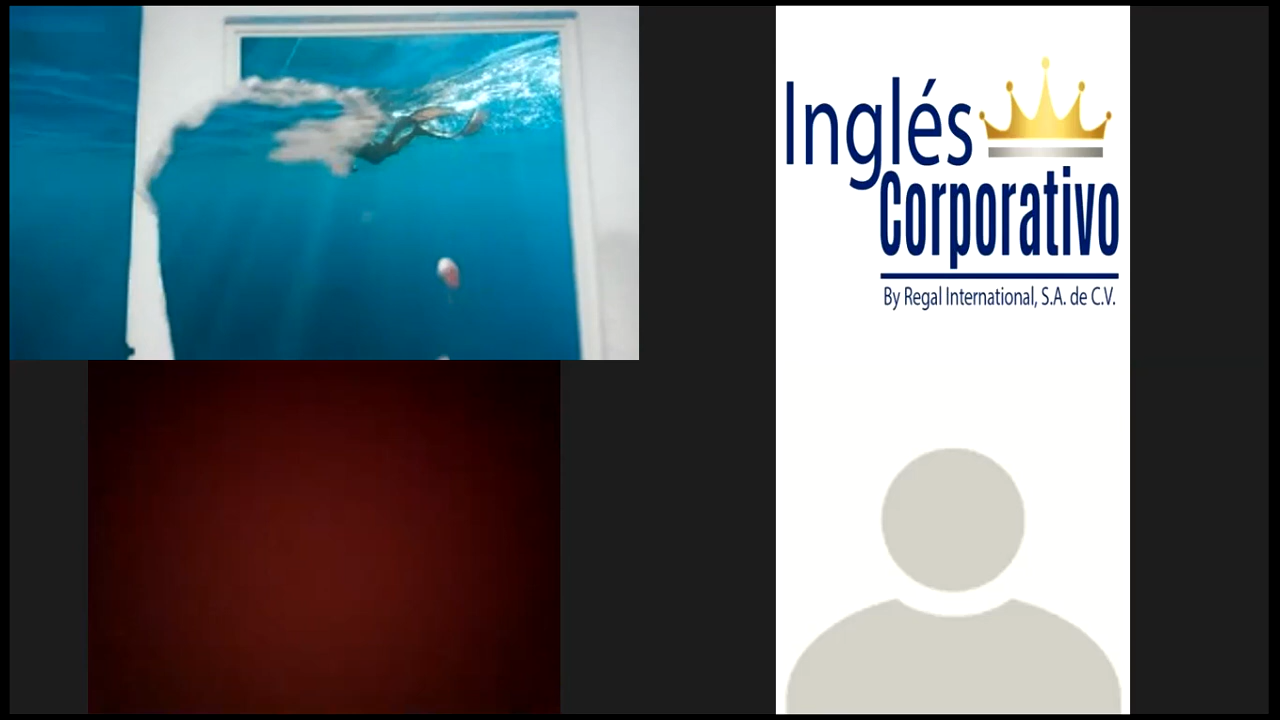 Inglés
Corporativo
By Regal International, S.A. de C.V.